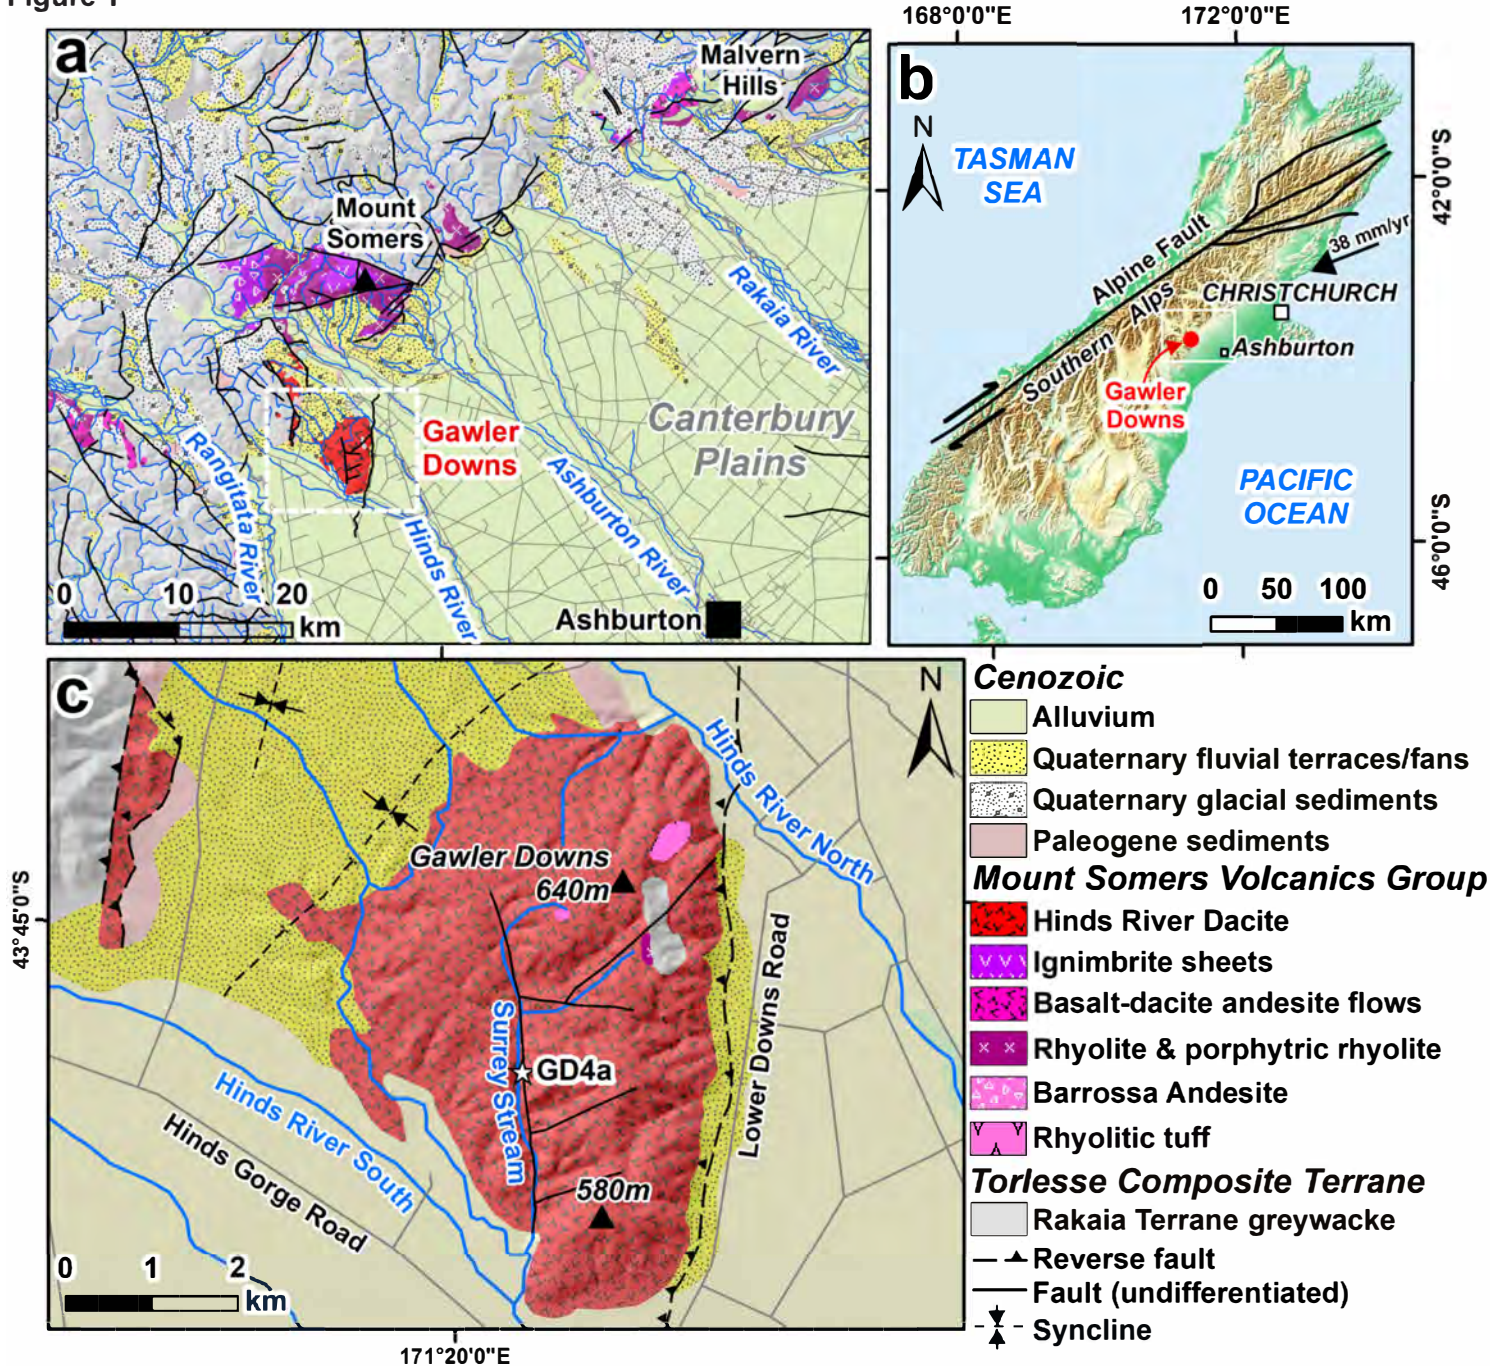 168°0'0"E
172°0'0"E
a
Malvern
Hills
Mount
Somers
Rakaia River
Canterbury
Plains
Gawler
Downs
Rangitata River
Hinds River
Ashburton River
Ashburton
0 10 20
km
b
N
TASMAN
SEA
Alpine Fault
Southern Alps
38 mm/yr
CHRISTCHURCH
Ashburton
Gawler
Downs
PACIFIC
OCEAN
0 50 100
km
42°0'0"S
46°0'0"S
c
N
Hinds River North
Gawler Downs
640m
Lower Downs Road
Surrey Stream
GD4a
580m
Hinds River South
Hinds Gorge Road
0 1 2
km
43°45'0"S
171°20'0"E
Cenozoic
Alluvium
Quaternary fluvial terraces/fans
Quaternary glacial sediments
Paleogene sediments
Mount Somers Volcanics Group
Hinds River Dacite
Ignimbrite sheets
Basalt-dacite andesite flows
Rhyolite & porphytric rhyolite
Barrossa Andesite
Rhyolitic tuff
Torlesse Composite Terrane
Rakaia Terrane greywacke
Reverse fault
Fault (undifferentiated)
Syncline